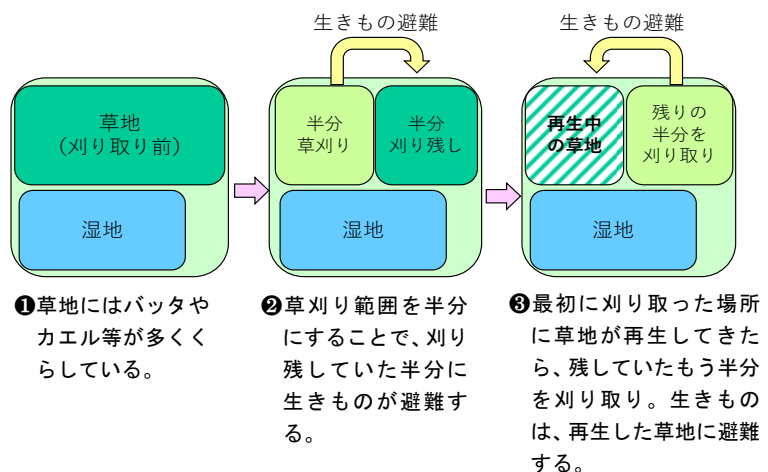 生きもの避難
生きもの避難
草地
(刈り取り前)
湿地
半分
草刈り
半分
刈り残し
湿地
再生中
の草地
残りの
半分を
刈り取り
湿地
❶草地にはバッタや
カエル等が多くく
らしている。
❷草刈り範囲を半分
にすることで、刈り
残していた半分に
生きものが避難す
る。
❸最初に刈り取った場所
に草地が再生してきた
ら、残していたもう半分
を刈り取り。生きもの
は、再生した草地に避難
する。